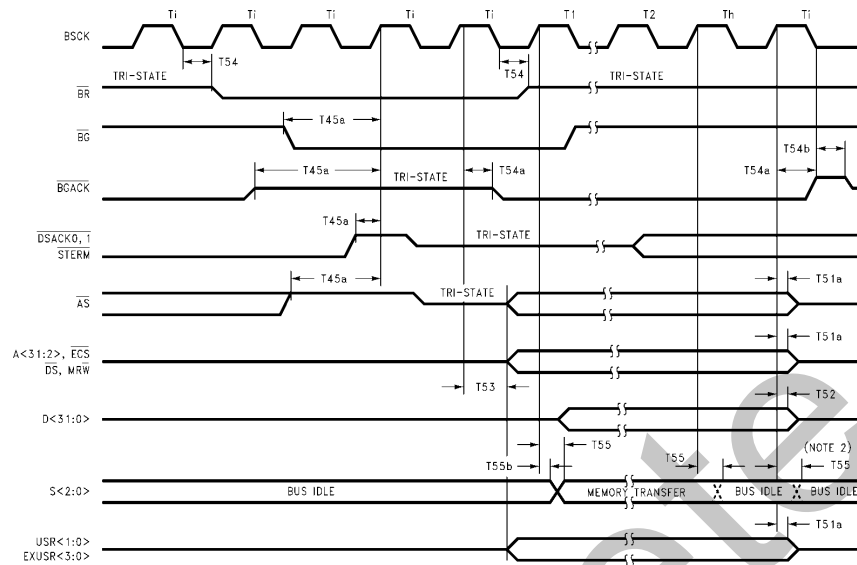 Ti Ti Ti Ti Ti T1 T2 Th Ti
BSCK
T54 T54
TRI-STATE TRI-STATE TRI-STATE
BR
T45a
BG
T54b
T45a TRI-STATE T54a T54a
BGACK
T45a
DSACK0, 1 TRI-STATE
STERM
T45a T51a
AS TRI-STATE
T51a
A<31:2>, ECS
DS, MRW
T53 T52
D<31:0>
(NOTE 2)
T55b T55 T55 T55
S<2:0> BUS IDLE MEMORY TRANSFER BUS IDLE BUS IDLE
T51a
USR<1:0>
EXUSR<3:0>